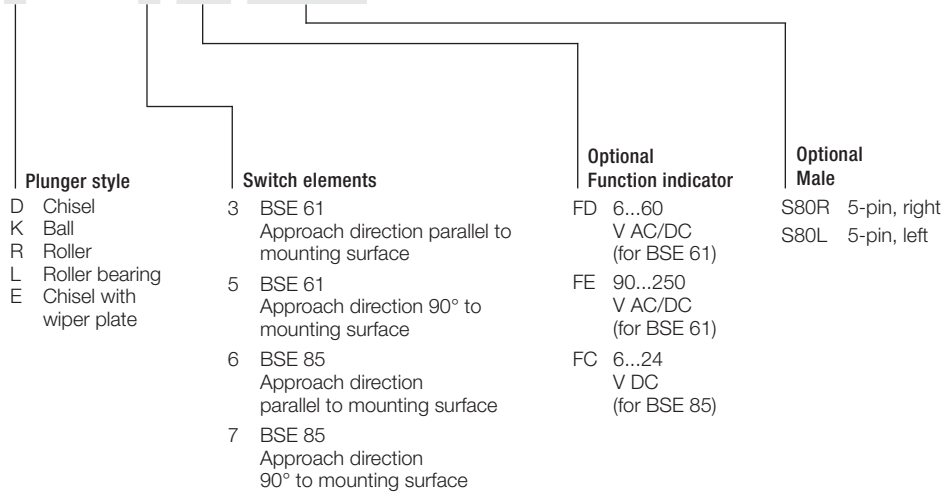 Plunger style
D Chisel
K Ball
R Roller
L Roller bearing
E Chisel with
wiper plate
Switch elements
3 BSE 61
Approach direction parallel to
mounting surface
5 BSE 61
Approach direction 90° to
mounting surface
6 BSE 85
Approach direction
parallel to mounting surface
7 BSE 85
Approach direction
90° to mounting surface
Optional
Function indicator
FD 6...60
V AC/DC
(for BSE 61)
FE 90...250
V AC/DC
(for BSE 61)
FC 6...24
V DC
(for BSE 85)
Optional
Male
S80R 5-pin, right
S80L 5-pin, left